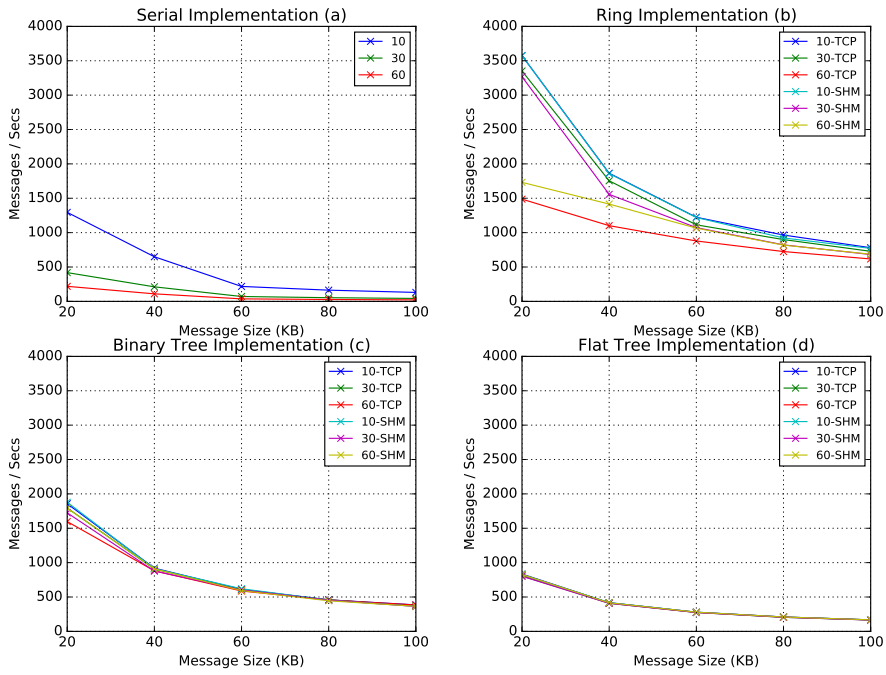 Serial Implementation (a)
4000
3500
3000
2500
2000
1500
1000
500
0
Messages / Secs
10
30
60
20 40 60 80 100
Message Size (KB)
Ring Implementation (b)
4000
3500
3000
2500
2000
1500
1000
500
0
Messages / Secs
10-TCP
30-TCP
60-TCP
10-SHM
30-SHM
60-SHM
20 40 60 80 100
Message Size (KB)
Binary Tree Implementation (c)
4000
3500
3000
2500
2000
1500
1000
500
0
Messages / Secs
10-TCP
30-TCP
60-TCP
10-SHM
30-SHM
60-SHM
20 40 60 80 100
Message Size (KB)
Flat Tree Implementation (d)
4000
3500
3000
2500
2000
1500
1000
500
0
Messages / Secs
10-TCP
30-TCP
60-TCP
10-SHM
30-SHM
60-SHM
20 40 60 80 100
Message Size (KB)